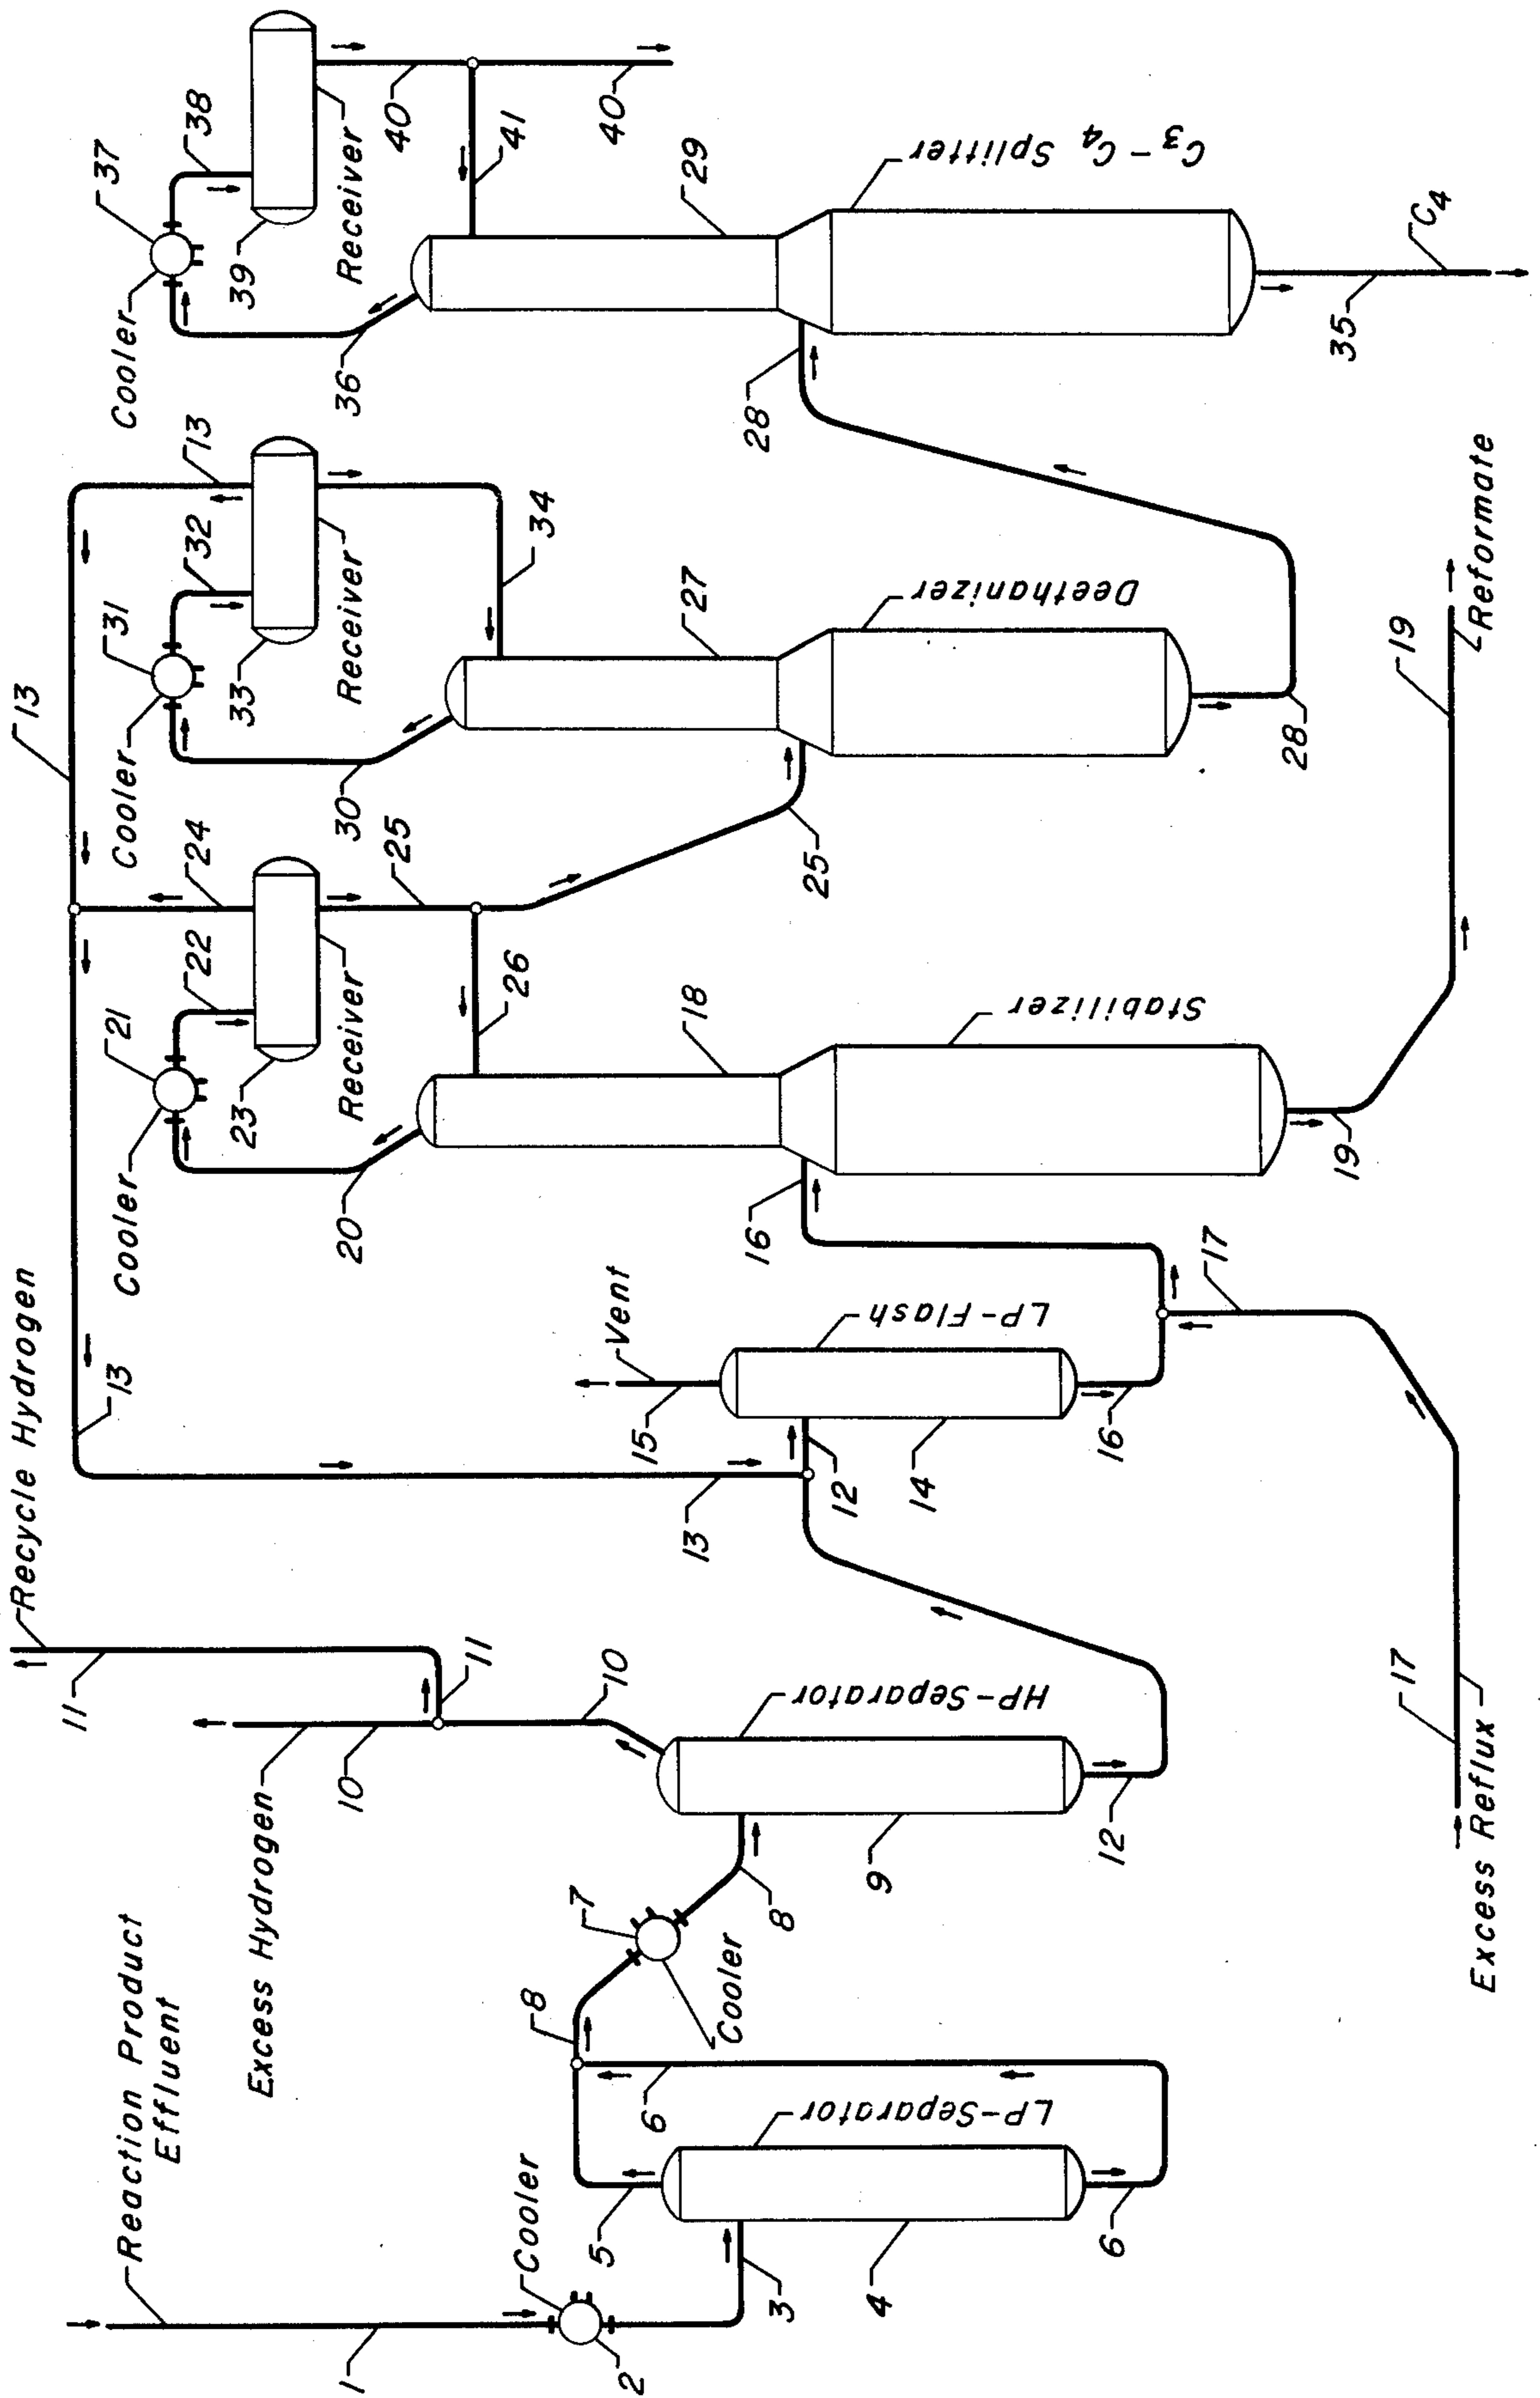 Reaction Product
Effluent
1
Cooler
2
3
4
LP-Separator
5
6
6
8
7
Cooler
8
9
HP-Separator
Excess Hydrogen
10
10
11
11
Recycle Hydrogen
12
12
13
13
13
13
14
LP-Flash
15
Vent
16
16
17
17
Excess Reflux
18
Stabilizer
19
19
Reformate
20
Cooler
21
22
23
Receiver
24
25
25
26
27
Deethanizer
28
28
29
C3-C4 Splitter
30
Cooler
31
32
33
Receiver
34
35
C4
36
Cooler
37
38
39
Receiver
40
40
41